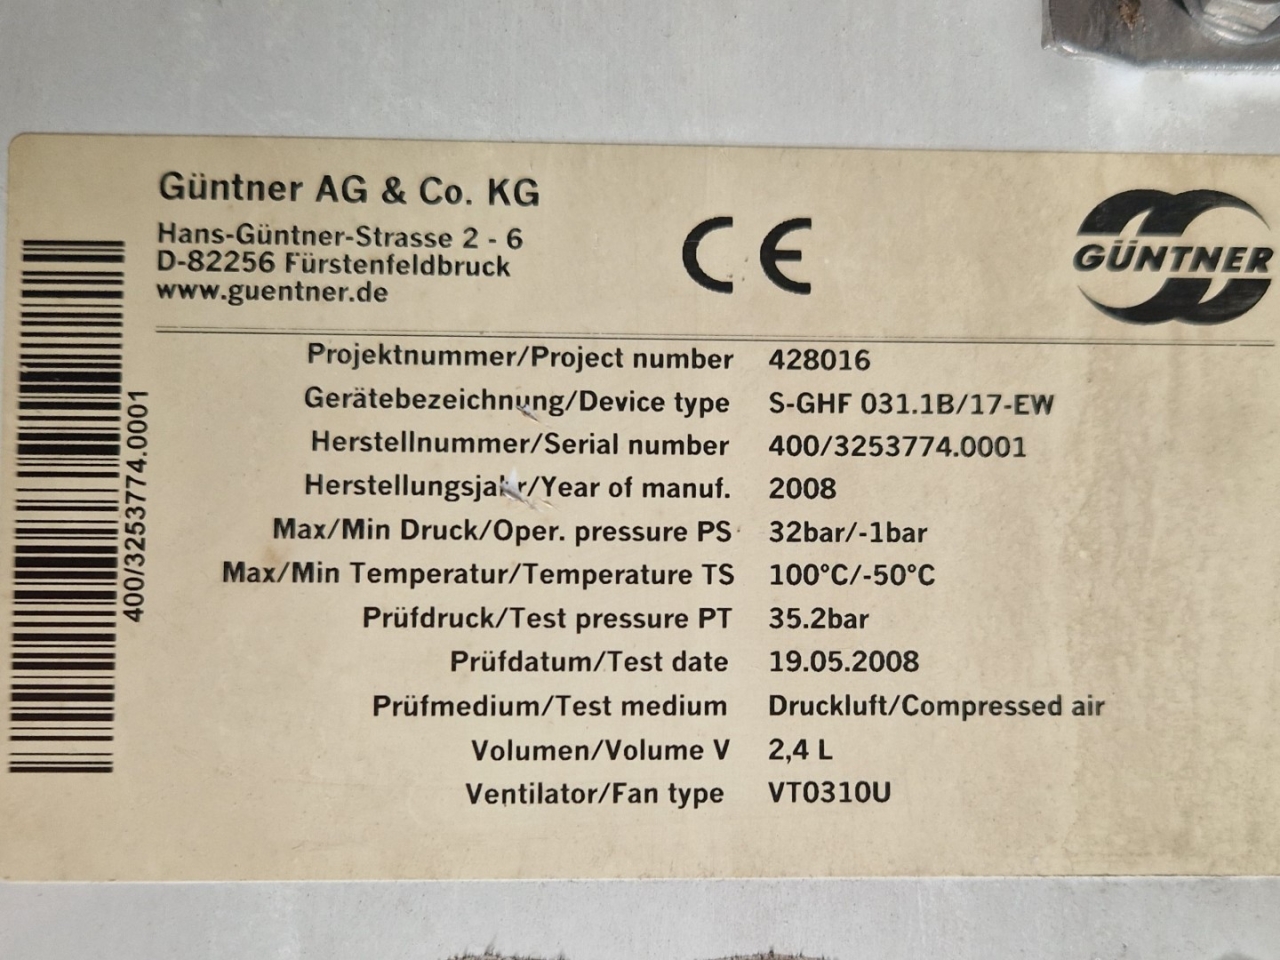 Güntner AG & Co. KG
Hans-Güntner-Strasse 2 - 6
D-82256 Fürstenfeldbruck
www.guentner.de
CE
GÜNTNER
400/3253774.0001
Projektnummer/Project number 428016
Gerätebezeichnung/Device type S-GHF 031.1B/17-EW
Herstellnummer/Serial number 400/3253774.0001
Herstellungsjahr/Year of manuf. 2008
Max/Min Druck/Oper. pressure PS 32bar/-1bar
Max/Min Temperatur/Temperature TS 100°C/-50°C
Prüfdruck/Test pressure PT 35.2bar
Prüfdatum/Test date 19.05.2008
Prüfmedium/Test medium Druckluft/Compressed air
Volumen/Volume V 2,4 L
Ventilator/Fan type VT0310U